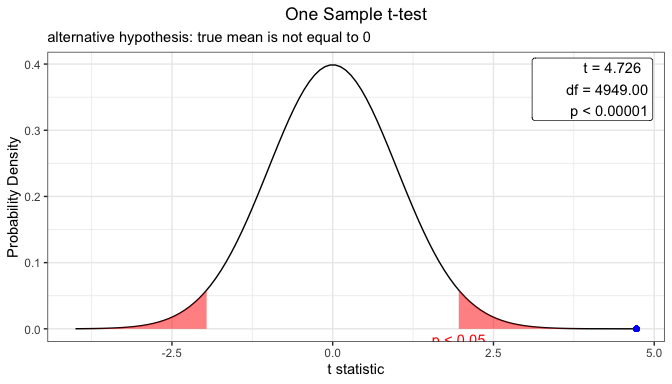 One Sample t-test
alternative hypothesis: true mean is not equal to 0
t = 4.726
df = 4949.00
p < 0.00001
Probability Density
0.4
0.3
0.2
0.1
0.0
p < 0.05
-2.5
0.0
2.5
5.0
t statistic